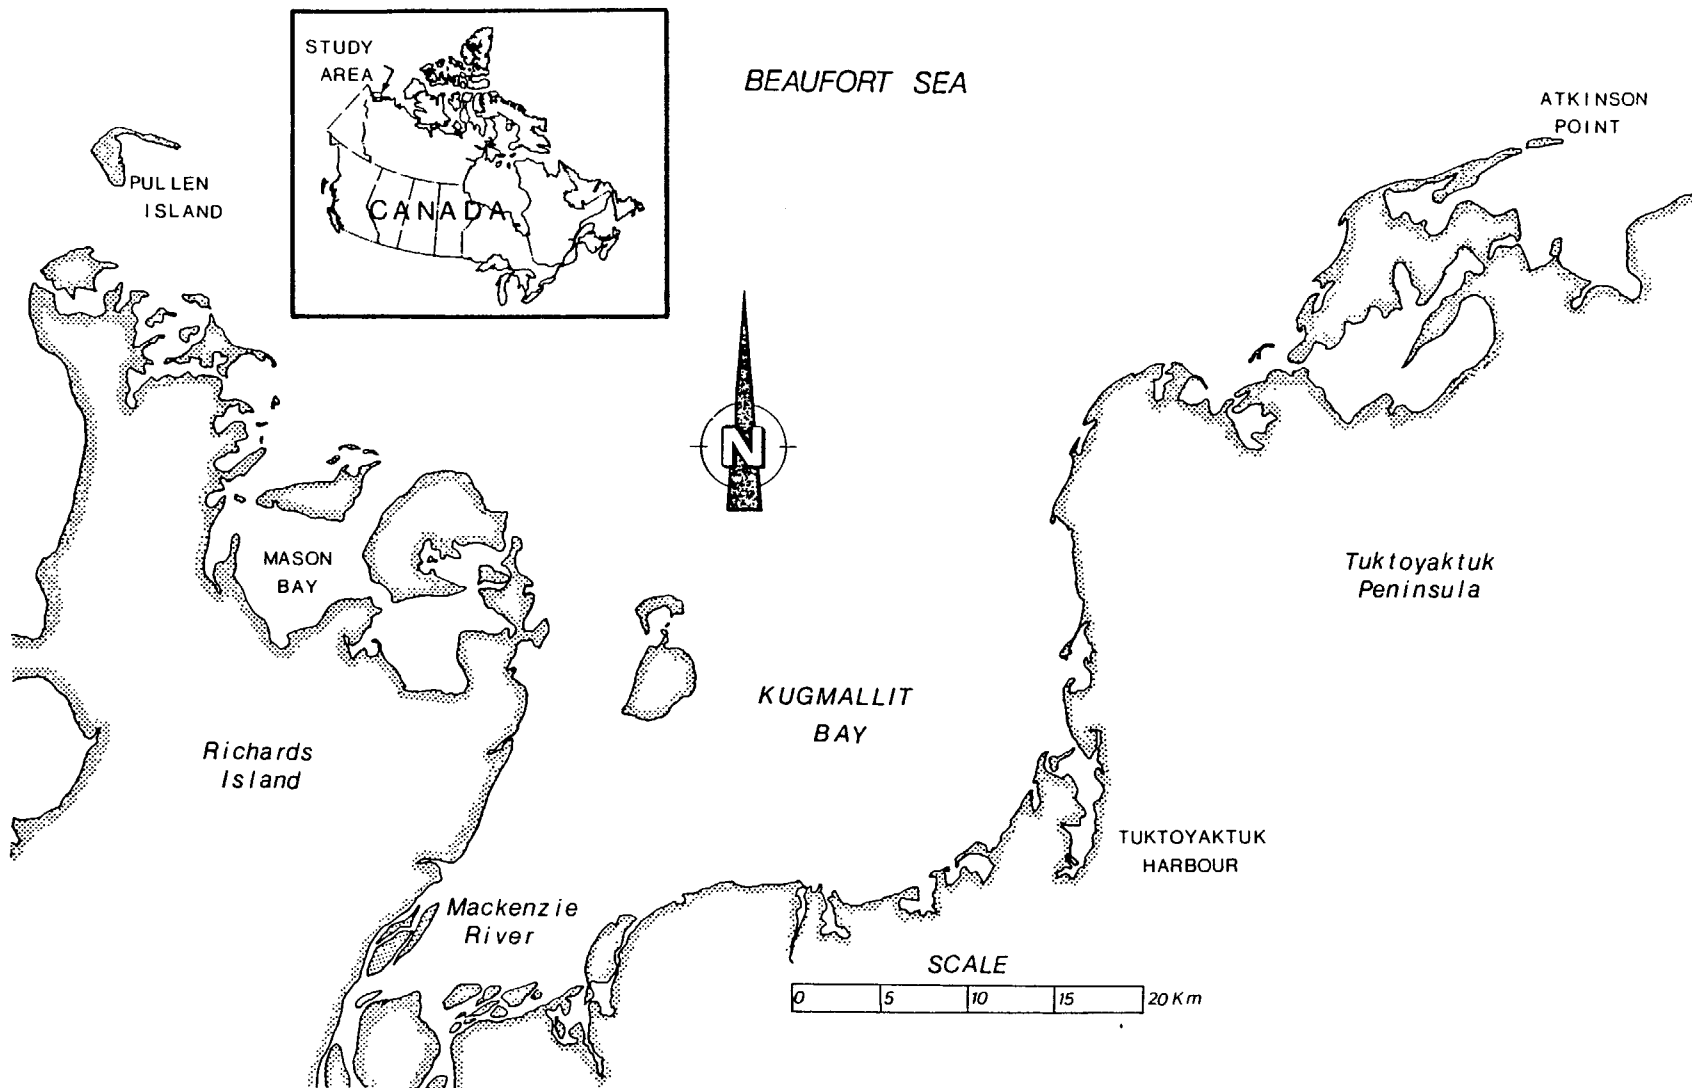 STUDY
AREA
CANADA
BEAUFORT SEA
ATKINSON
POINT
PULLEN
ISLAND
N
MASON
BAY
Tuktoyaktuk
Peninsula
KUGMALLIT
BAY
Richards
Island
TUKTOYAKTUK
HARBOUR
Mackenzie
River
SCALE
0 5 10 15 20 Km